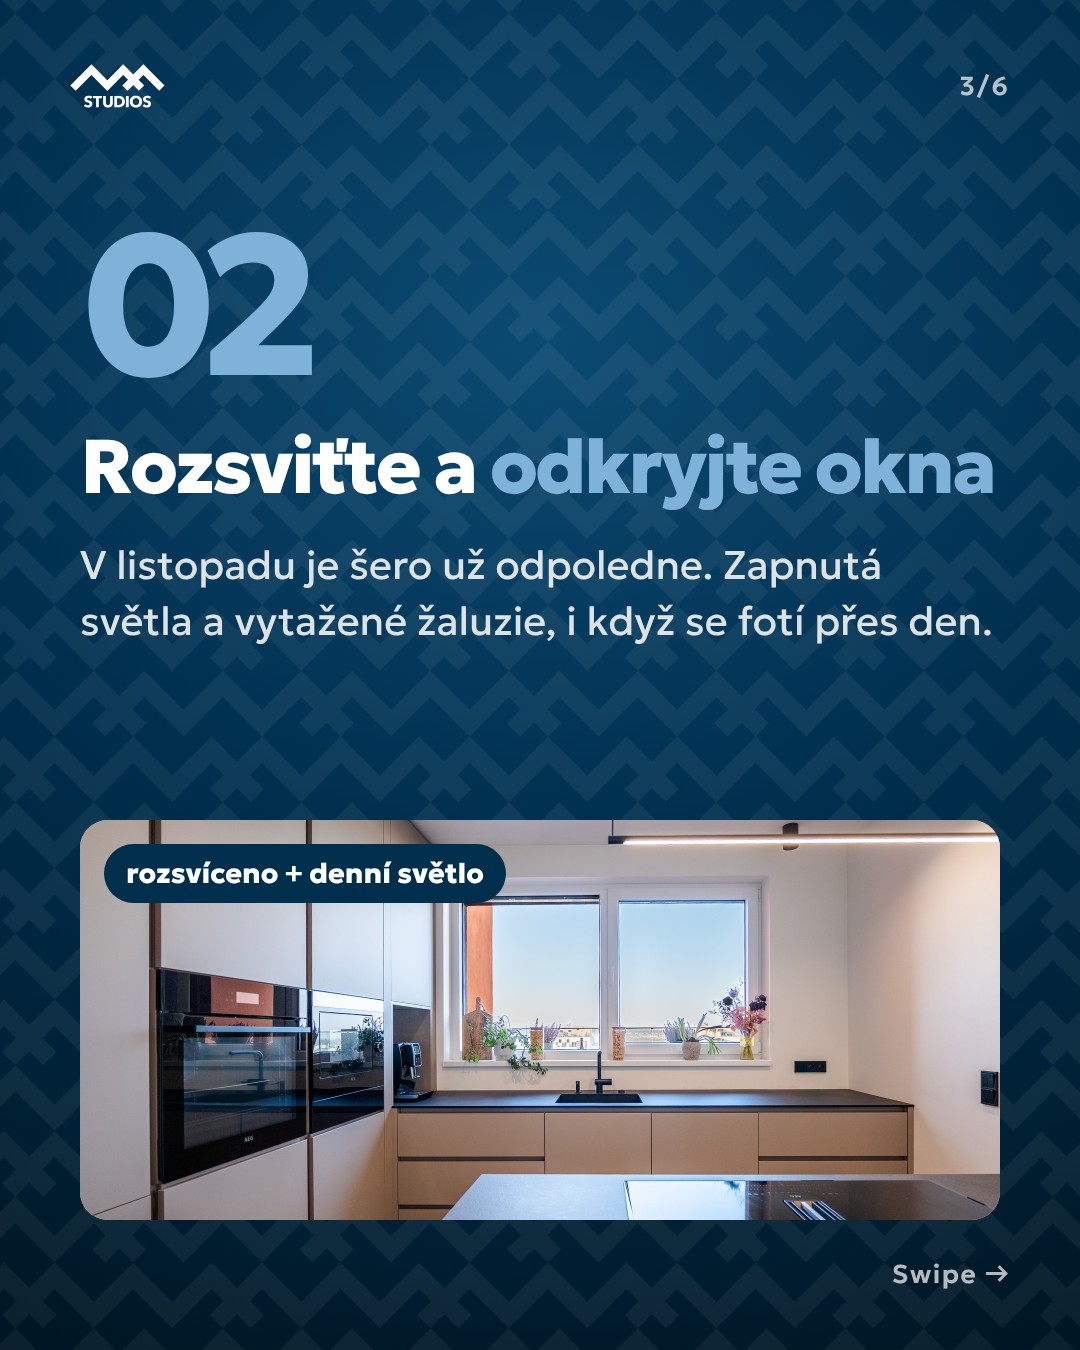 STUDIOS
3/6
02
Rozsviťte a odkryjte okna
V listopadu je šero už odpoledne. Zapnutá
světla a vytažené žaluzie, i když se fotí přes den.
rozsvíceno + denní světlo
AEG
Swipe →